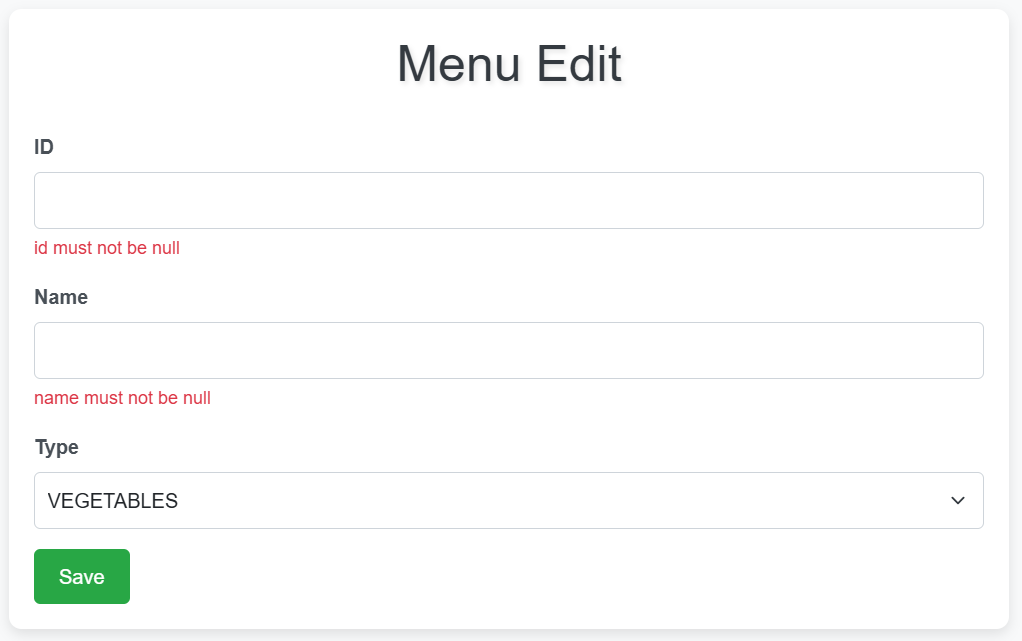 Menu Edit
ID
id must not be null
Name
name must not be null
Type
VEGETABLES
Save